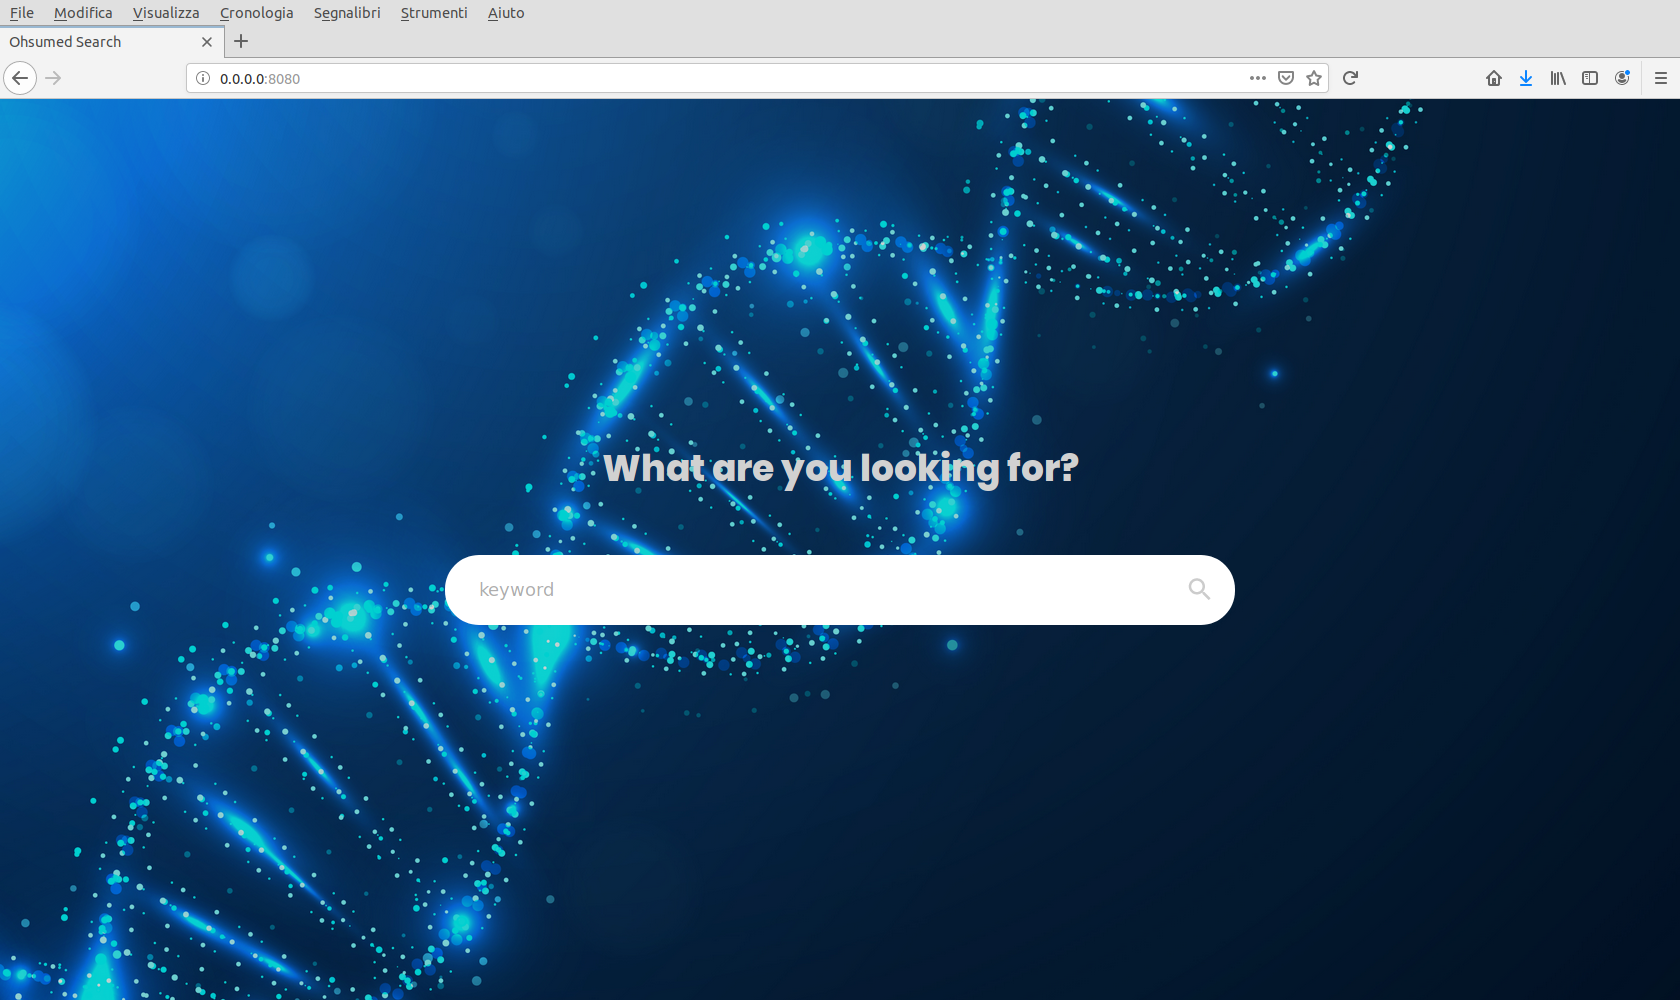 File Modifica Visualizza Cronologia Segnalibri Strumenti Aiuto
Ohsumed Search
0.0.0.0:8080
What are you looking for?
keyword